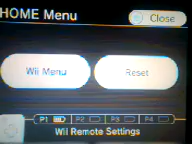 HOME Menu
Close
Wii Menu
Reset
P1 P2 P3 P4
Wii Remote Settings